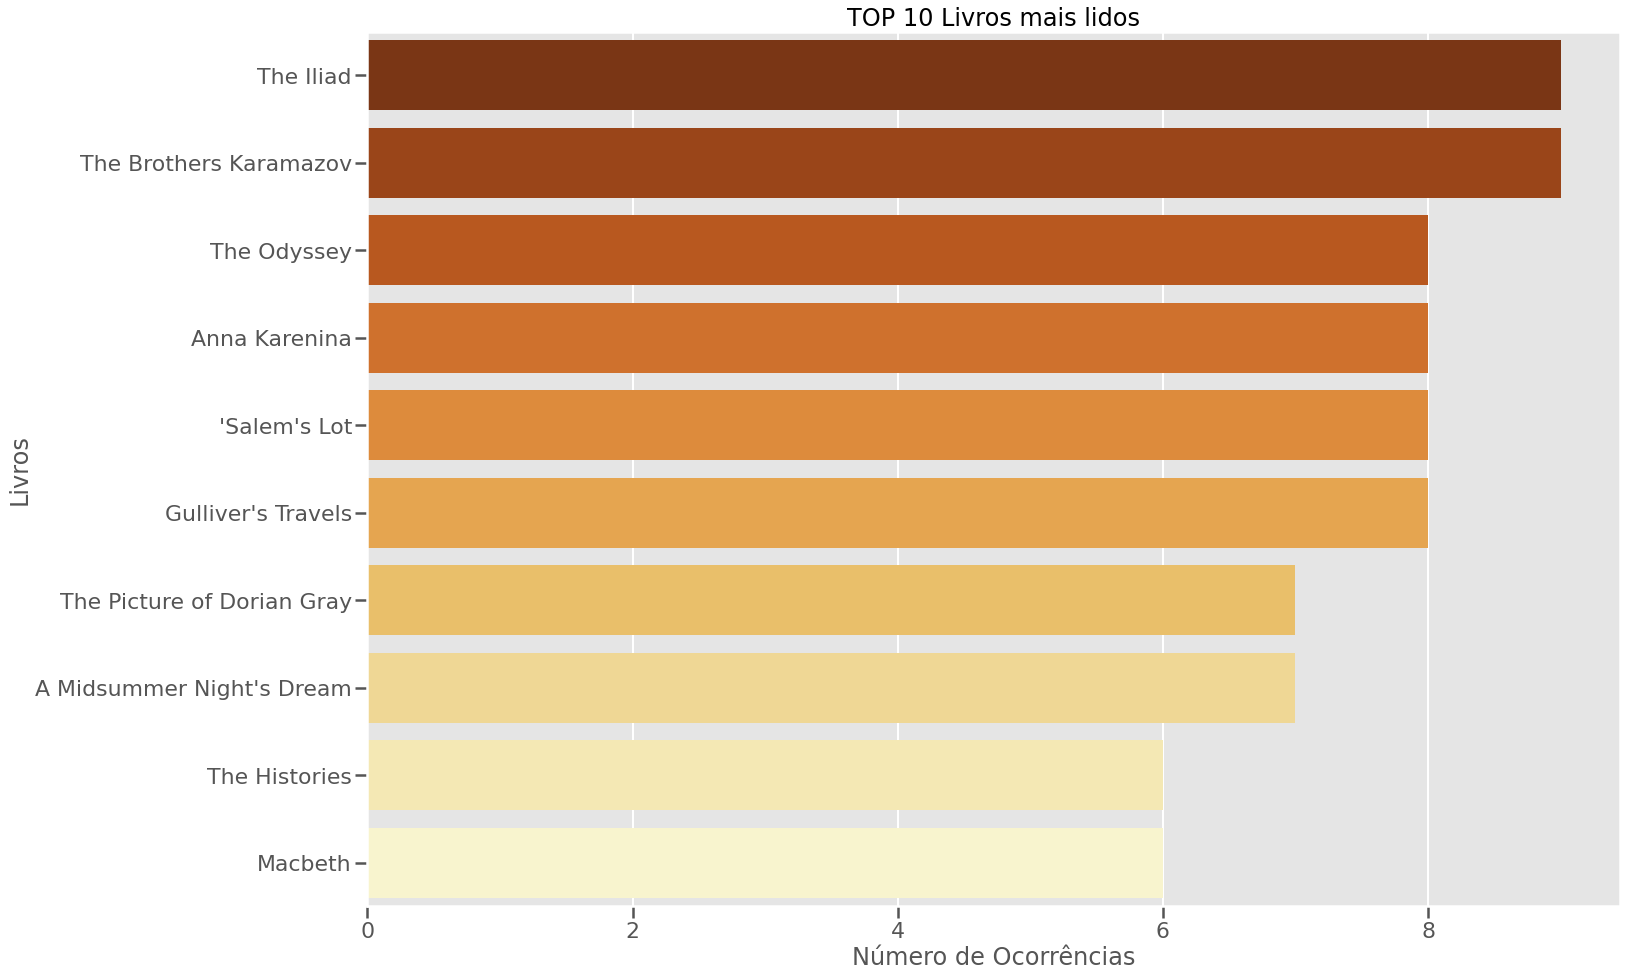 TOP 10 Livros mais lidos
The Iliad
The Brothers Karamazov
The Odyssey
Anna Karenina
'Salem's Lot
Gulliver's Travels
The Picture of Dorian Gray
A Midsummer Night's Dream
The Histories
Macbeth
Livros
0 2 4 6 8
Número de Ocorrências